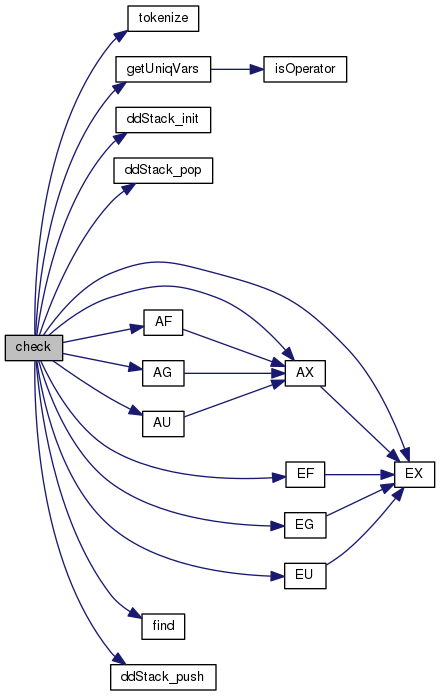 tokenize
getUniqVars
isOperator
ddStack_init
ddStack_pop
check
AF
AG
AX
AU
EF
EX
EG
EU
find
ddStack_push